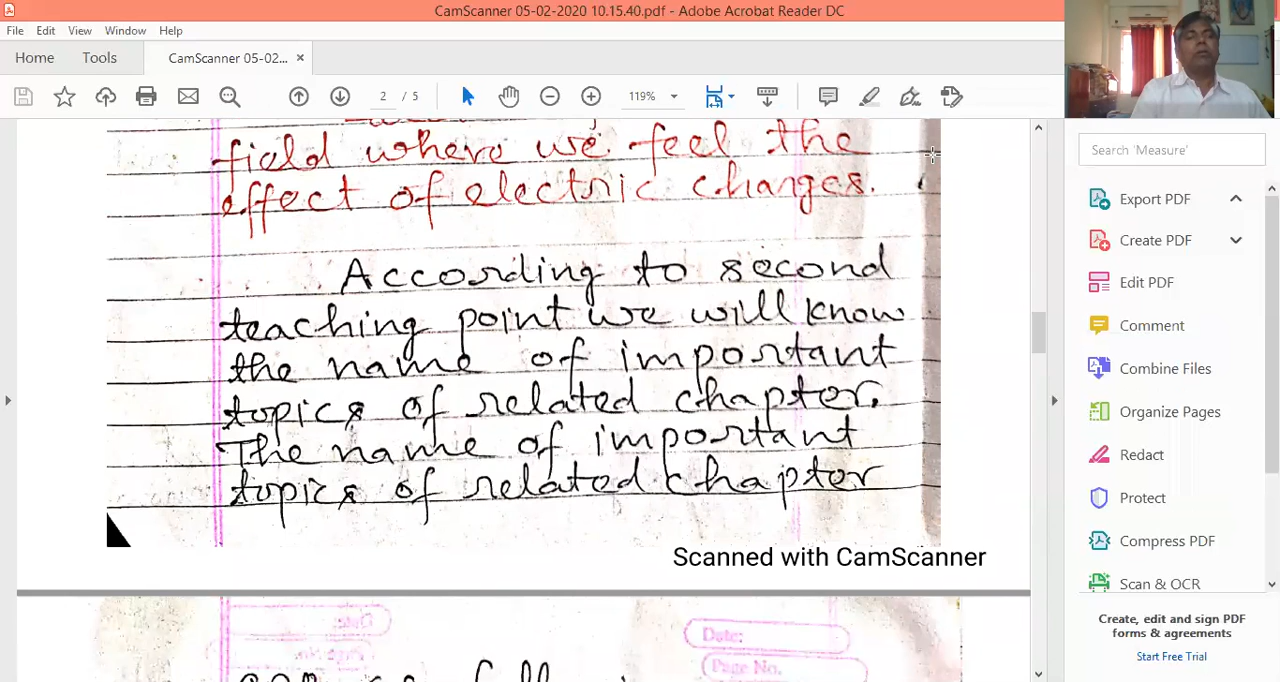 CamScanner 05-02-2020 10.15.40.pdf - Adobe Acrobat Reader DC
File Edit View Window Help
Home Tools CamScanner 05-02... ×
2 / 5 119%
field where we feel the
effect of electric changes.
According to second
teaching point we will know
the name of important
topics of related chapter.
The name of important
topics of related chapter
Scanned with CamScanner
Date:
Page No.
Search 'Measure'
Export PDF
Create PDF
Edit PDF
Comment
Combine Files
Organize Pages
Redact
Protect
Compress PDF
Scan & OCR
Create, edit and sign PDF
forms & agreements
Start Free Trial